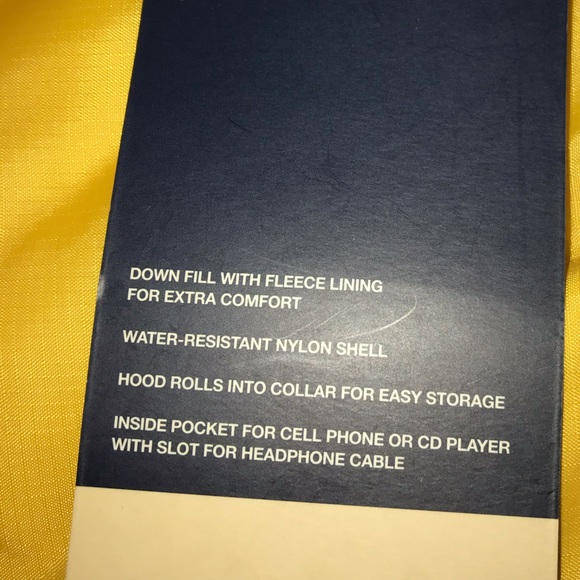 DOWN FILL WITH FLEECE LINING
FOR EXTRA COMFORT
WATER-RESISTANT NYLON SHELL
HOOD ROLLS INTO COLLAR FOR EASY STORAGE
INSIDE POCKET FOR CELL PHONE OR CD PLAYER
WITH SLOT FOR HEADPHONE CABLE